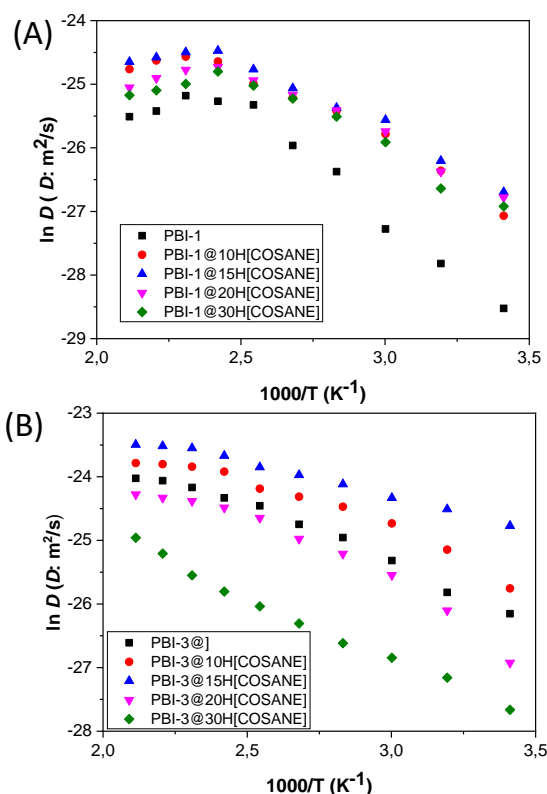 (A)
-24
-25
-26
-27
-28
-29
ln D ( D: m²/s)
PBI-1
PBI-1@10H[COSANE]
PBI-1@15H[COSANE]
PBI-1@20H[COSANE]
PBI-1@30H[COSANE]
2,0 2,5 3,0 3,5
1000/T (K⁻¹)
(B)
-23
-24
-25
-26
-27
-28
ln D (D: m²/s)
PBI-3@]
PBI-3@10H[COSANE]
PBI-3@15H[COSANE]
PBI-3@20H[COSANE]
PBI-3@30H[COSANE]
2,0 2,5 3,0 3,5
1000/T (K⁻¹)